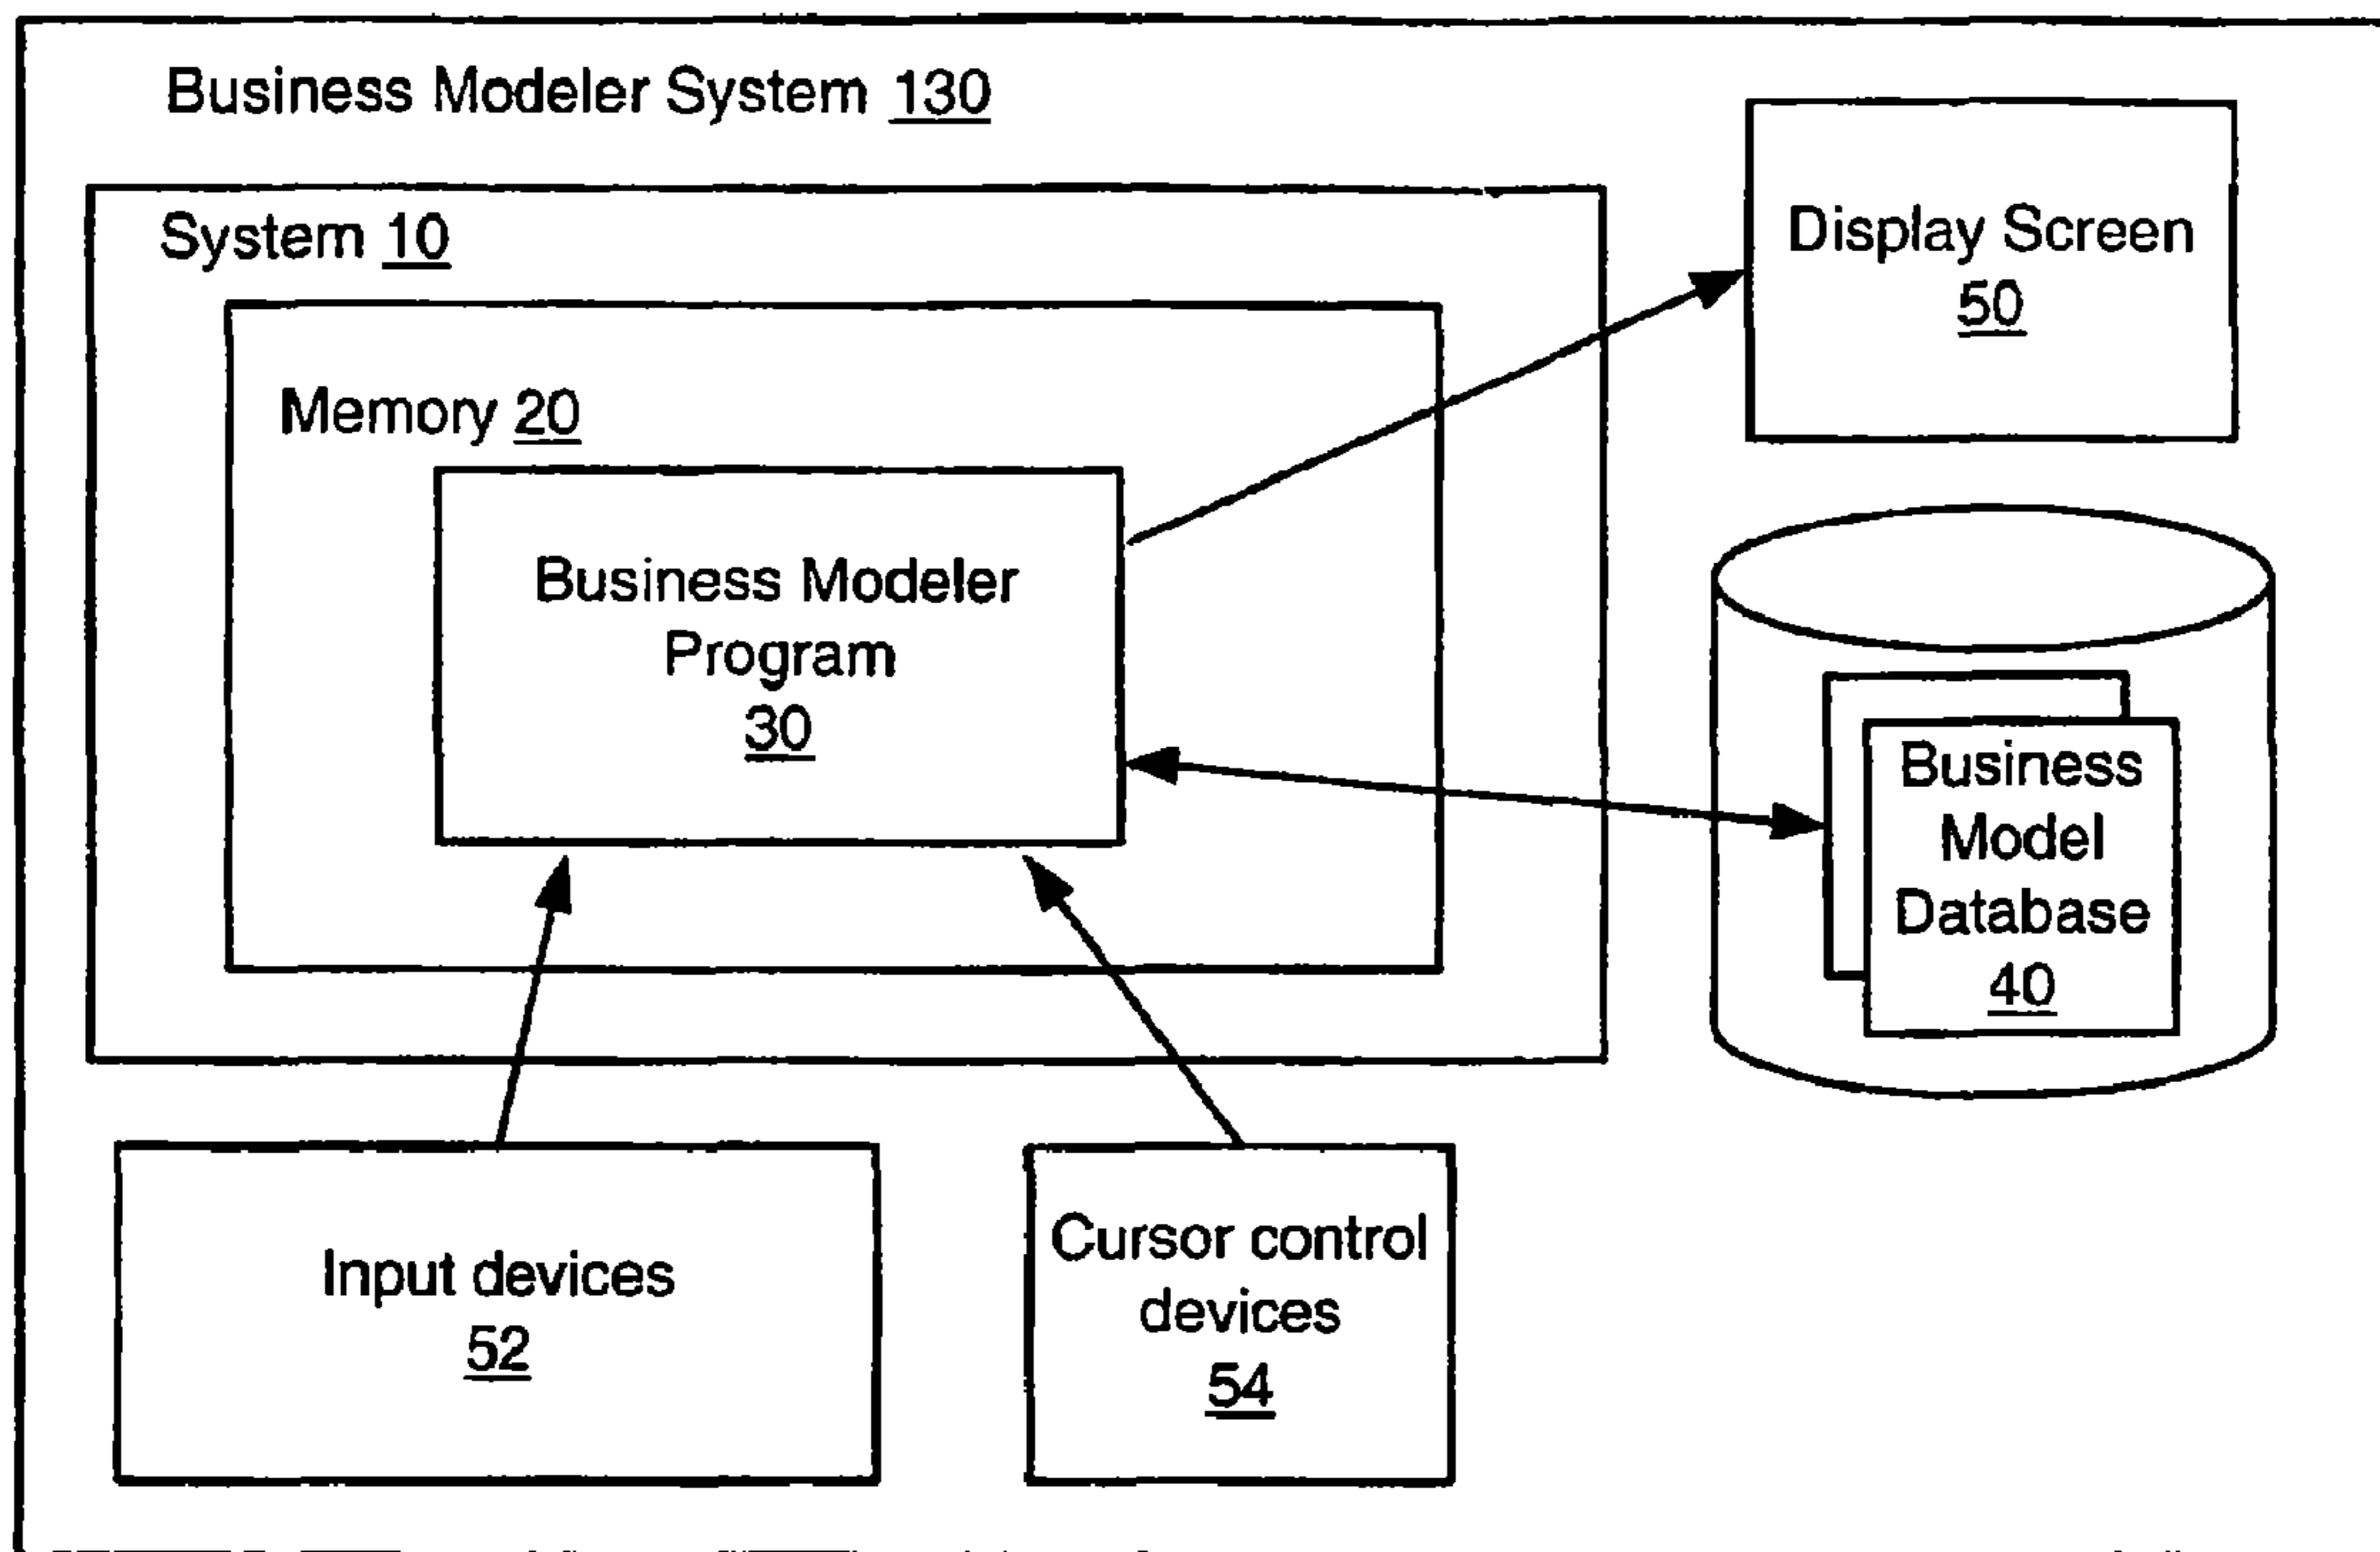 Business Modeler System 130
System 10
Display Screen
50
Memory 20
Business Modeler
Program
30
Business
Model
Database
40
Input devices
52
Cursor control
devices
54